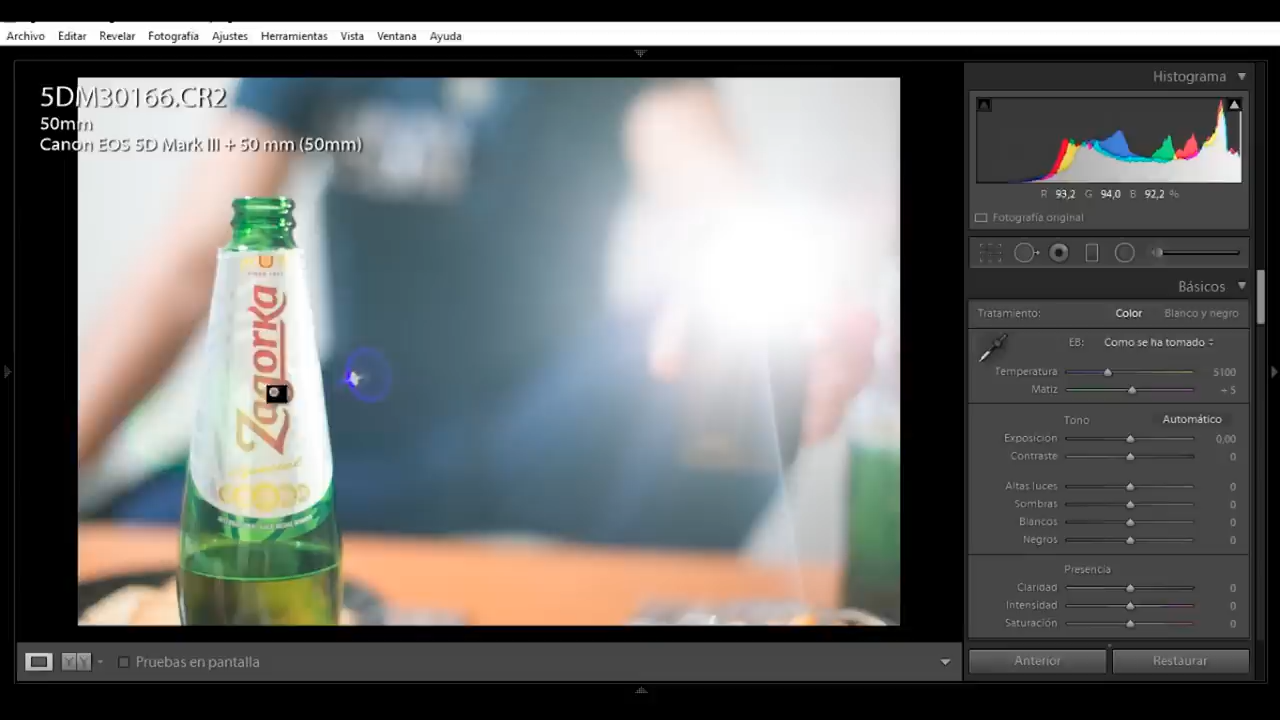 Archivo Editar Revelar Fotografía Ajustes Herramientas Vista Ventana Ayuda
5DM30166.CR2
50mm
Canon EOS 5D Mark III + 50 mm (50mm)
Zagorka
Histograma
R 93,2 G 94,0 B 92,2 %
Fotografía original
Básicos
Tratamiento: Color Blanco y negro
EB: Como se ha tomado
Temperatura 5100
Matiz + 5
Tono Automático
Exposición 0,00
Contraste 0
Altas luces 0
Sombras 0
Blancos 0
Negros 0
Presencia
Claridad 0
Intensidad 0
Saturación 0
Pruebas en pantalla
Anterior Restaurar